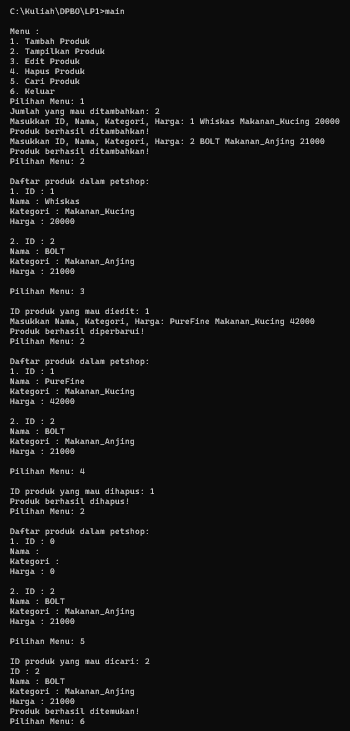 C:\Kuliah\DPBO\LP1>main
Menu :
1. Tambah Produk
2. Tampilkan Produk
3. Edit Produk
4. Hapus Produk
5. Cari Produk
6. Keluar
Pilihan Menu: 1
Jumlah yang mau ditambahkan: 2
Masukkan ID, Nama, Kategori, Harga: 1 Whiskas Makanan_Kucing 20000
Produk berhasil ditambahkan!
Masukkan ID, Nama, Kategori, Harga: 2 BOLT Makanan_Anjing 21000
Produk berhasil ditambahkan!
Pilihan Menu: 2
Daftar produk dalam petshop:
1. ID : 1
Nama : Whiskas
Kategori : Makanan_Kucing
Harga : 20000
2. ID : 2
Nama : BOLT
Kategori : Makanan_Anjing
Harga : 21000
Pilihan Menu: 3
ID produk yang mau diedit: 1
Masukkan Nama, Kategori, Harga: PureFine Makanan_Kucing 42000
Produk berhasil diperbarui!
Pilihan Menu: 2
Daftar produk dalam petshop:
1. ID : 1
Nama : PureFine
Kategori : Makanan_Kucing
Harga : 42000
2. ID : 2
Nama : BOLT
Kategori : Makanan_Anjing
Harga : 21000
Pilihan Menu: 4
ID produk yang mau dihapus: 1
Produk berhasil dihapus!
Pilihan Menu: 2
Daftar produk dalam petshop:
1. ID : 0
Nama :
Kategori :
Harga : 0
2. ID : 2
Nama : BOLT
Kategori : Makanan_Anjing
Harga : 21000
Pilihan Menu: 5
ID produk yang mau dicari: 2
ID : 2
Nama : BOLT
Kategori : Makanan_Anjing
Harga : 21000
Produk berhasil ditemukan!
Pilihan Menu: 6